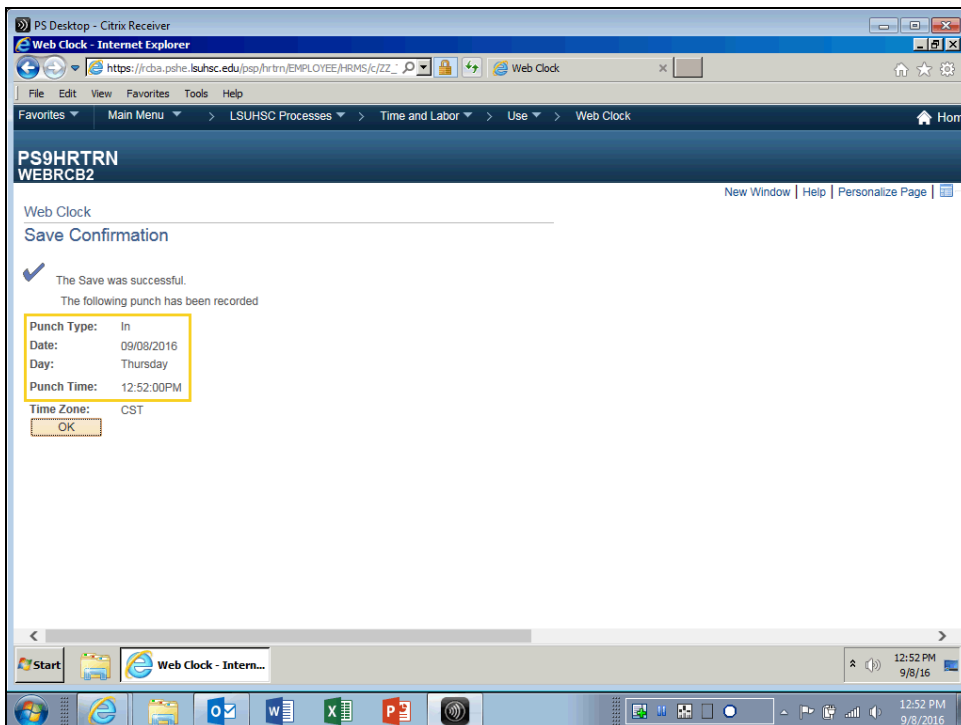 PS Desktop - Citrix Receiver
Web Clock - Internet Explorer
https://rcba.pshe.lsuhsc.edu/psp/hrtrn/EMPLOYEE/HRMS/c/ZZ_ Web Clock
File Edit View Favorites Tools Help
Favorites Main Menu > LSUHSC Processes > Time and Labor > Use > Web Clock Hom
PS9HRTRN
WEBRCB2
New Window | Help | Personalize Page |
Web Clock
Save Confirmation
The Save was successful.
The following punch has been recorded
Punch Type: In
Date: 09/08/2016
Day: Thursday
Punch Time: 12:52:00PM
Time Zone: CST
OK
Start Web Clock - Intern... 12:52 PM
9/8/16
12:52 PM
9/8/2016